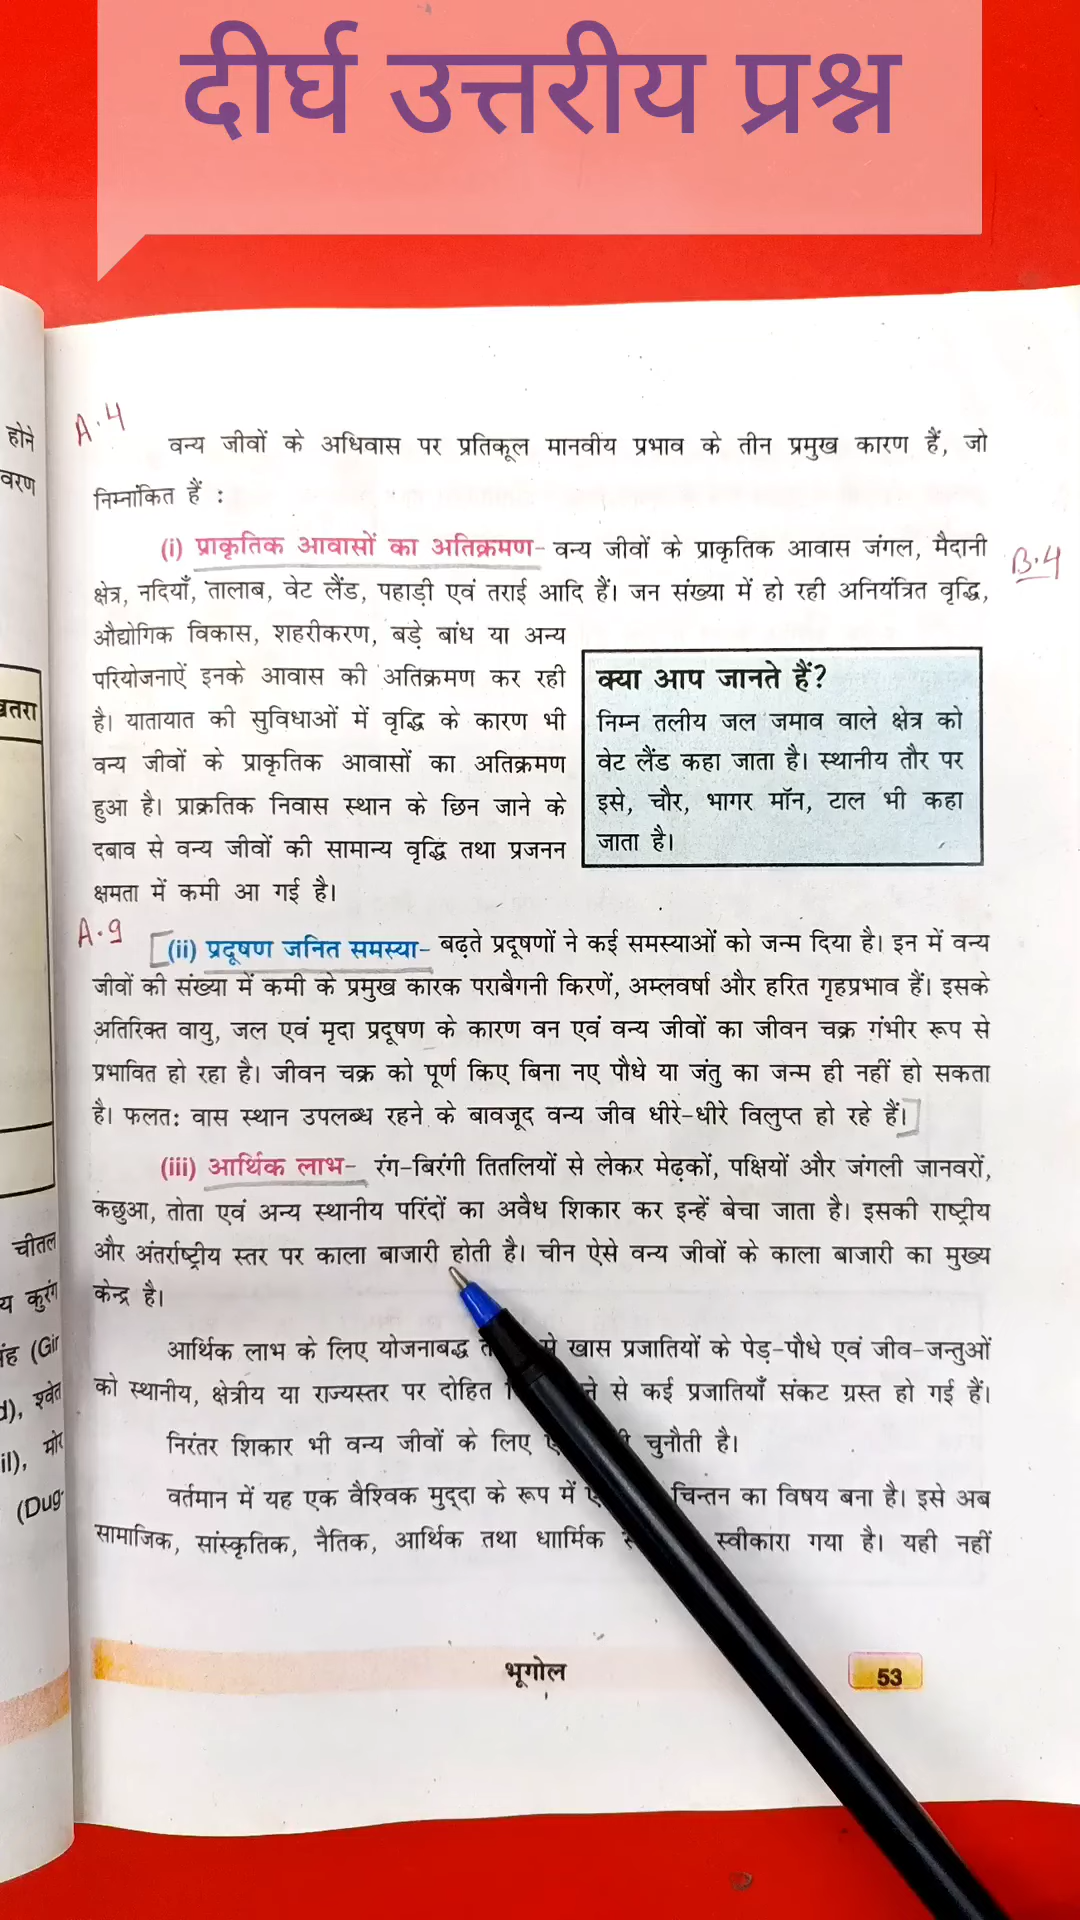 दीर्घ उत्तरीय प्रश्न
A.4
वन्य जीवों के अधिवास पर प्रतिकूल मानवीय प्रभाव के तीन प्रमुख कारण हैं, जो
निम्नांकित हैं :
(i) प्राकृतिक आवासों का अतिक्रमण- वन्य जीवों के प्राकृतिक आवास जंगल, मैदानी
B.4
क्षेत्र, नदियाँ, तालाब, वेट लैंड, पहाड़ी एवं तराई आदि हैं। जन संख्या में हो रही अनियंत्रित वृद्धि,
औद्योगिक विकास, शहरीकरण, बड़े बांध या अन्य
परियोजनाऐं इनके आवास की अतिक्रमण कर रही
है। यातायात की सुविधाओं में वृद्धि के कारण भी
वन्य जीवों के प्राकृतिक आवासों का अतिक्रमण
हुआ है। प्राक्रतिक निवास स्थान के छिन जाने के
दबाव से वन्य जीवों की सामान्य वृद्धि तथा प्रजनन
क्षमता में कमी आ गई है।
क्या आप जानते हैं?
निम्न तलीय जल जमाव वाले क्षेत्र को
वेट लैंड कहा जाता है। स्थानीय तौर पर
इसे, चौर, भागर मॉन, टाल भी कहा
जाता है।
A.9
(ii) प्रदूषण जनित समस्या- बढ़ते प्रदूषणों ने कई समस्याओं को जन्म दिया है। इन में वन्य
जीवों की संख्या में कमी के प्रमुख कारक पराबैगनी किरणें, अम्लवर्षा और हरित गृहप्रभाव हैं। इसके
अतिरिक्त वायु, जल एवं मृदा प्रदूषण के कारण वन एवं वन्य जीवों का जीवन चक्र गंभीर रूप से
प्रभावित हो रहा है। जीवन चक्र को पूर्ण किए बिना नए पौधे या जंतु का जन्म ही नहीं हो सकता
है। फलतः वास स्थान उपलब्ध रहने के बावजूद वन्य जीव धीरे-धीरे विलुप्त हो रहे हैं।
(iii) आर्थिक लाभ- रंग-बिरंगी तितलियों से लेकर मेढ़कों, पक्षियों और जंगली जानवरों,
कछुआ, तोता एवं अन्य स्थानीय परिंदों का अवैध शिकार कर इन्हें बेचा जाता है। इसकी राष्ट्रीय
और अंतर्राष्ट्रीय स्तर पर काला बाजारी होती है। चीन ऐसे वन्य जीवों के काला बाजारी का मुख्य
केन्द्र है।
आर्थिक लाभ के लिए योजनाबद्ध से खास प्रजातियों के पेड़-पौधे एवं जीव-जन्तुओं
को स्थानीय, क्षेत्रीय या राज्यस्तर पर दोहित से कई प्रजातियाँ संकट ग्रस्त हो गई हैं।
निरंतर शिकार भी वन्य जीवों के लिए चुनौती है।
वर्तमान में यह एक वैश्विक मुद्दा के रूप में चिन्तन का विषय बना है। इसे अब
सामाजिक, सांस्कृतिक, नैतिक, आर्थिक तथा धाार्मिक स्वीकारा गया है। यही नहीं
भूगोल
53
होने
वरण
खतरा
चीतल
य कुरंग
(Gir
श्वेत
मोर
(Dug-